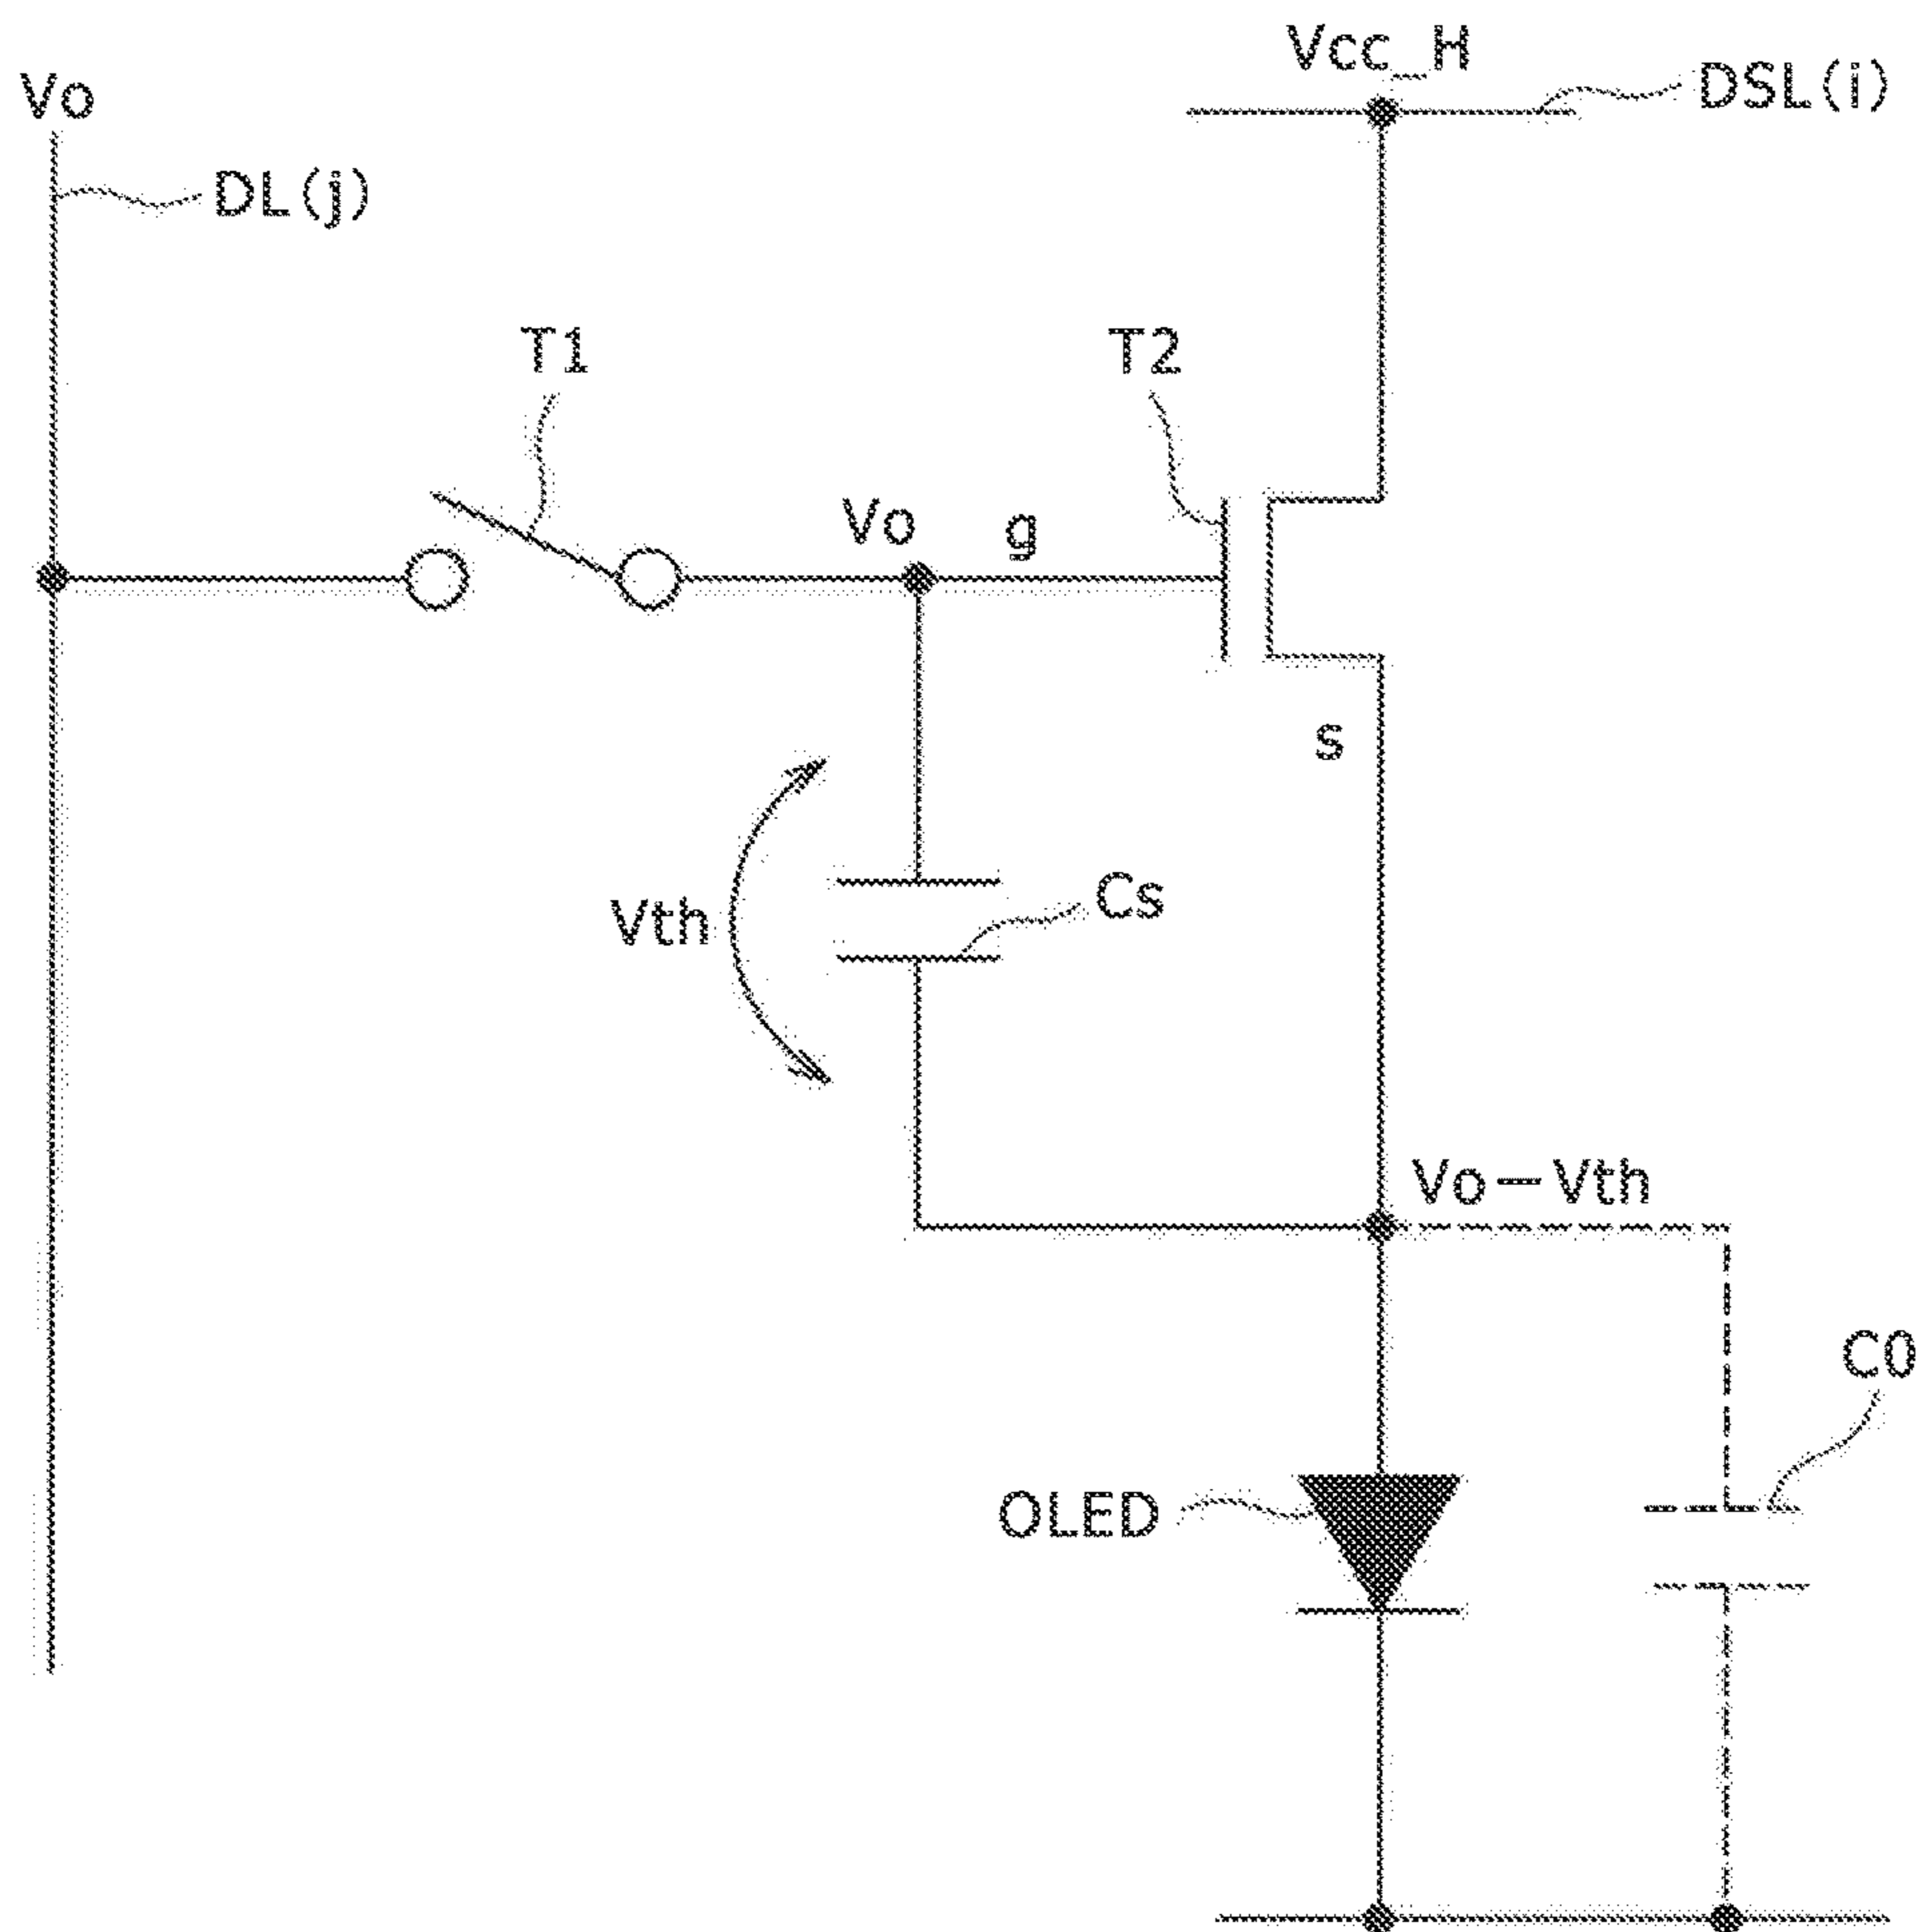 Vcc_H
DSL(i)
Vo
DL(j)
T1
T2
Vo
g
s
Vth
Cs
Vo−Vth
C0
OLED